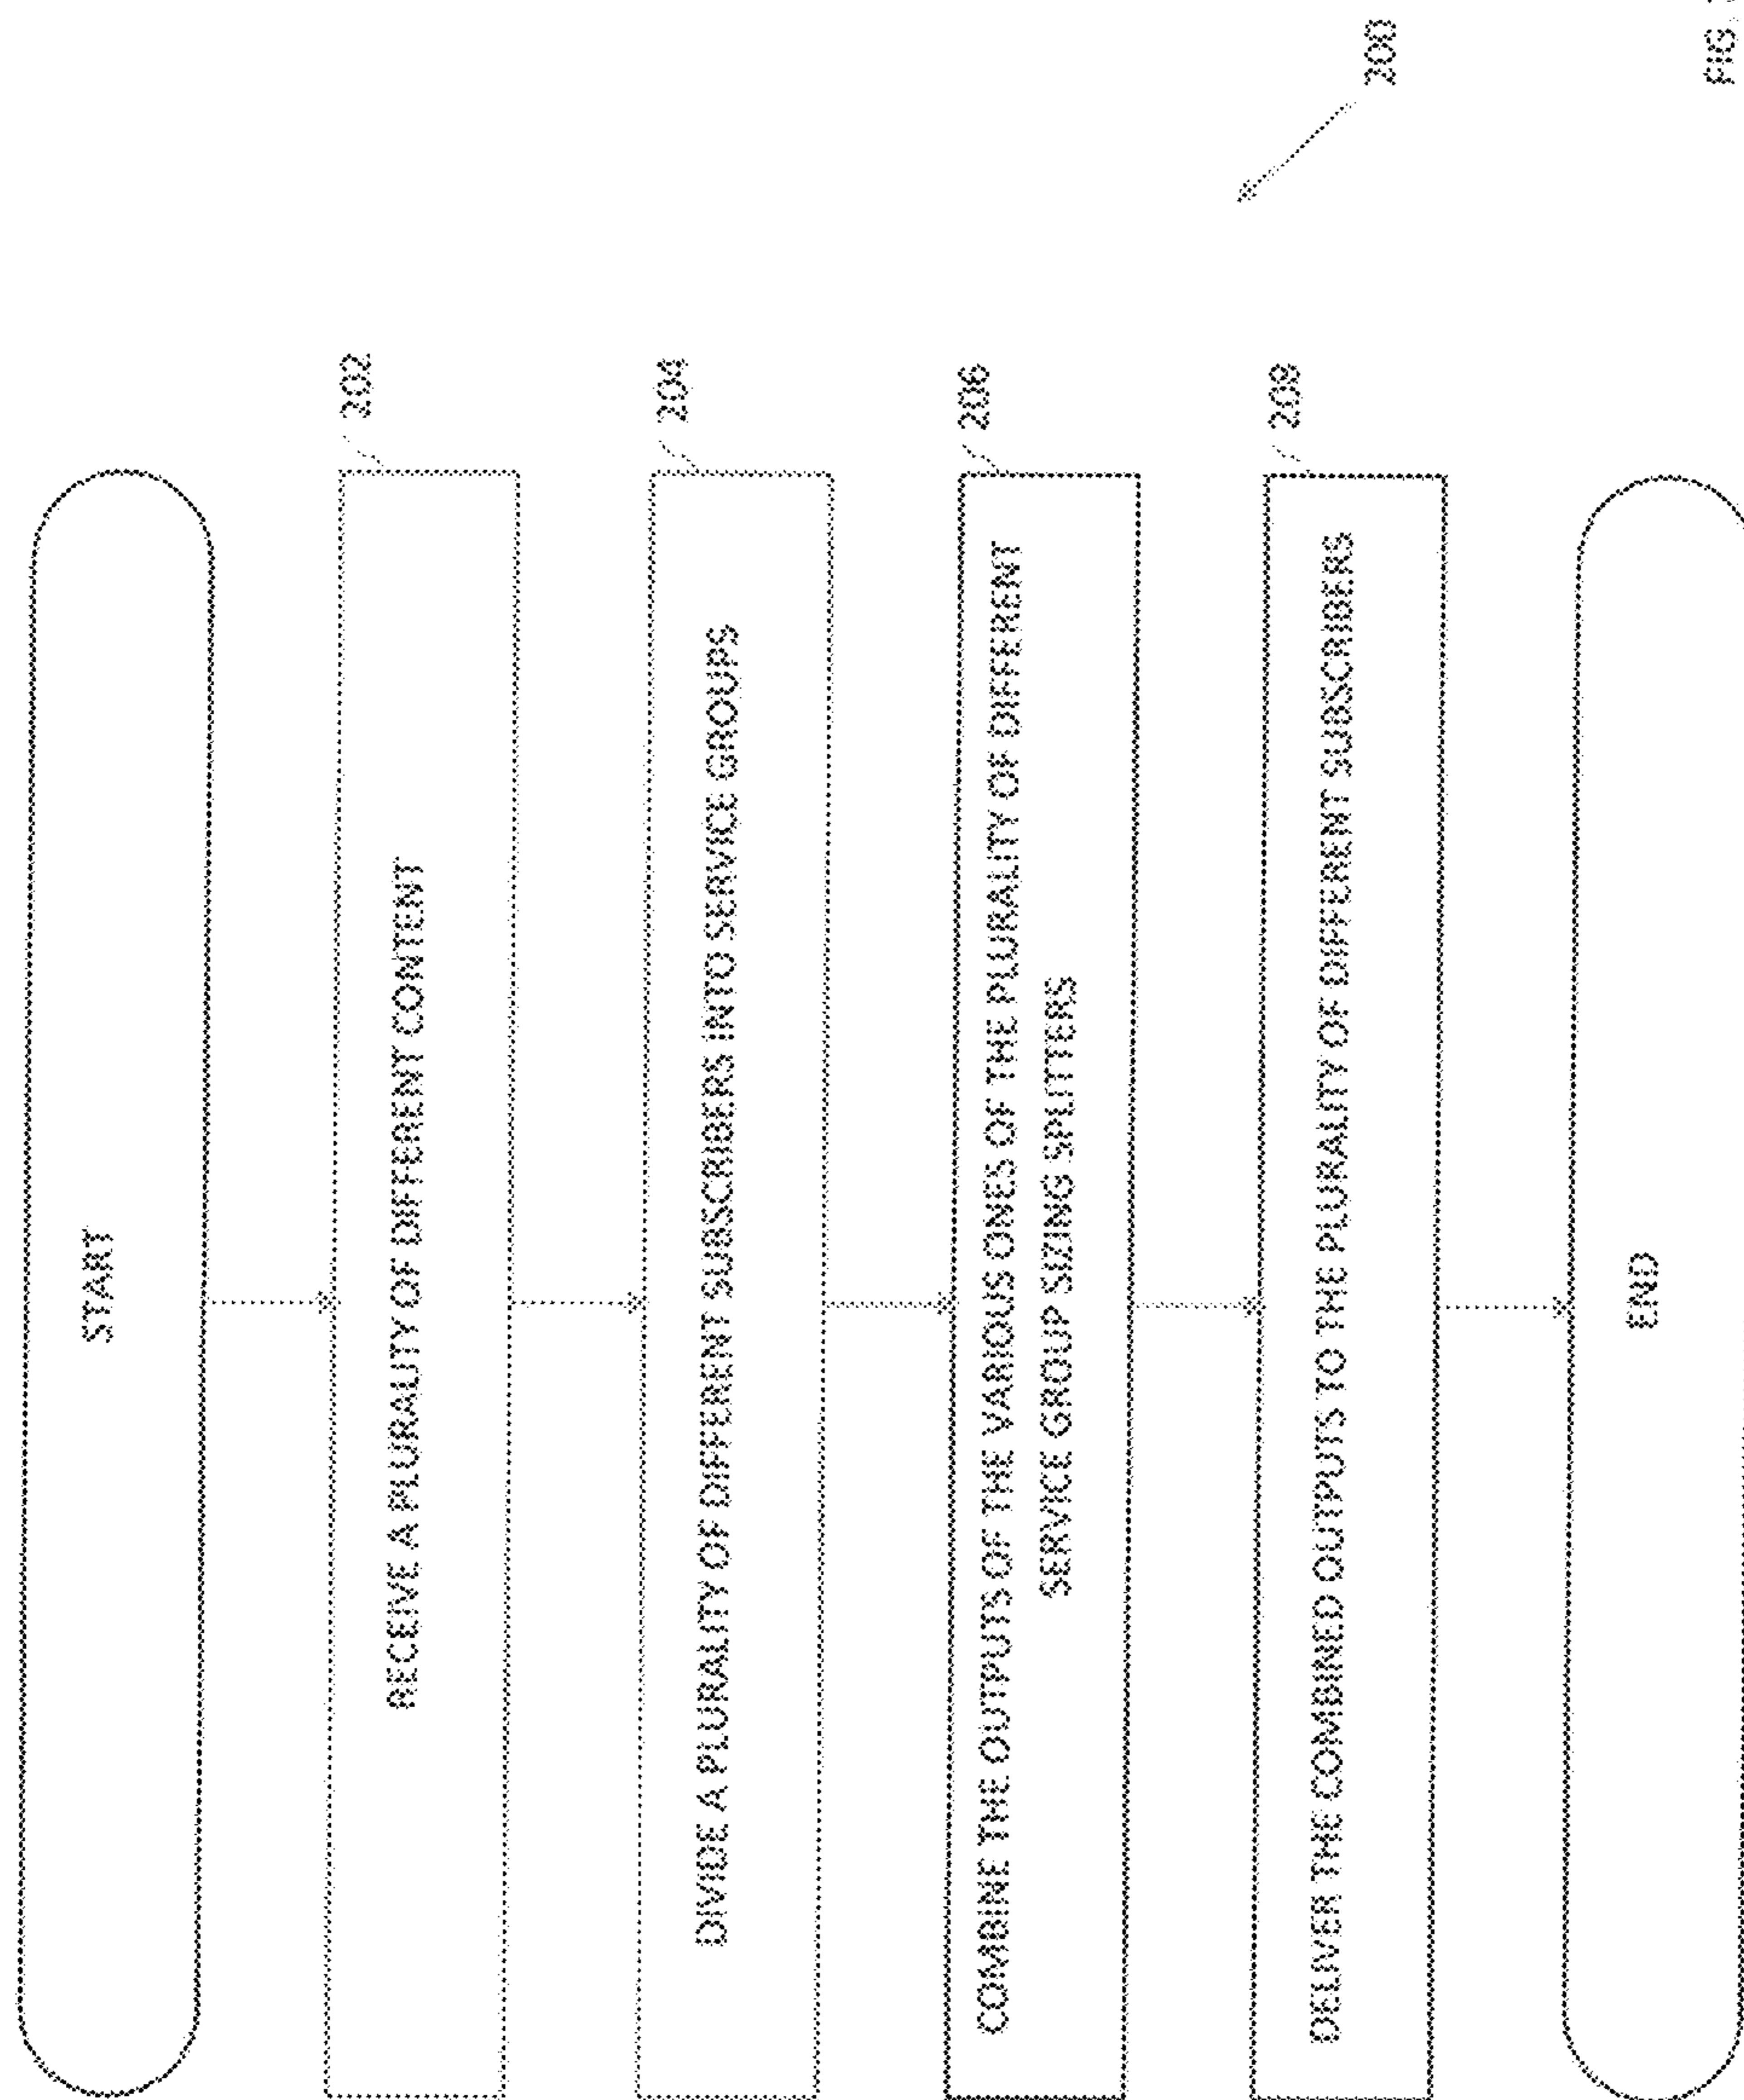 START
RECEIVE A PLURALITY OF DIFFERENT CONTENT
202
DIVIDE A PLURALITY OF DIFFERENT SUBSCRIBERS INTO SERVICE GROUPS
204
COMBINE THE OUTPUTS OF THE VARIOUS ONES OF THE PLURALITY OF DIFFERENT
SERVICE GROUP SIZING SPLITTERS
206
DELIVER THE COMBINED OUTPUTS TO THE PLURALITY OF DIFFERENT SUBSCRIBERS
208
END
200
FIG.